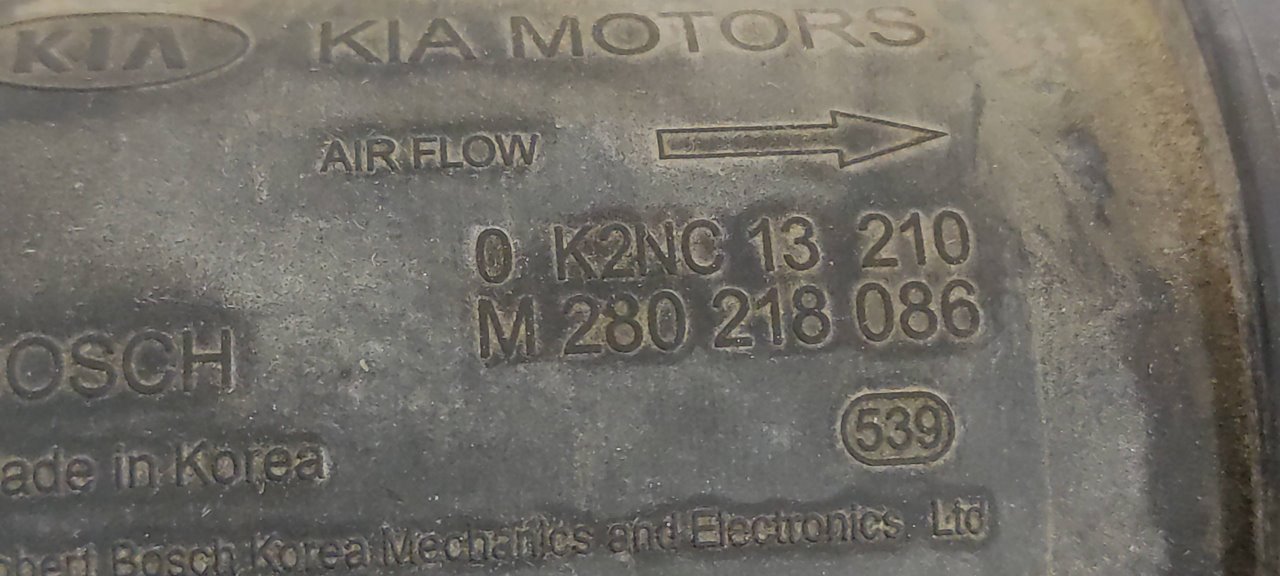 KIA KIA MOTORS
AIR FLOW
0 K2NC 13 210
M 280 218 086
OSCH
539
ade in Korea
obert Bosch Korea Mechanics and Electronics Ltd